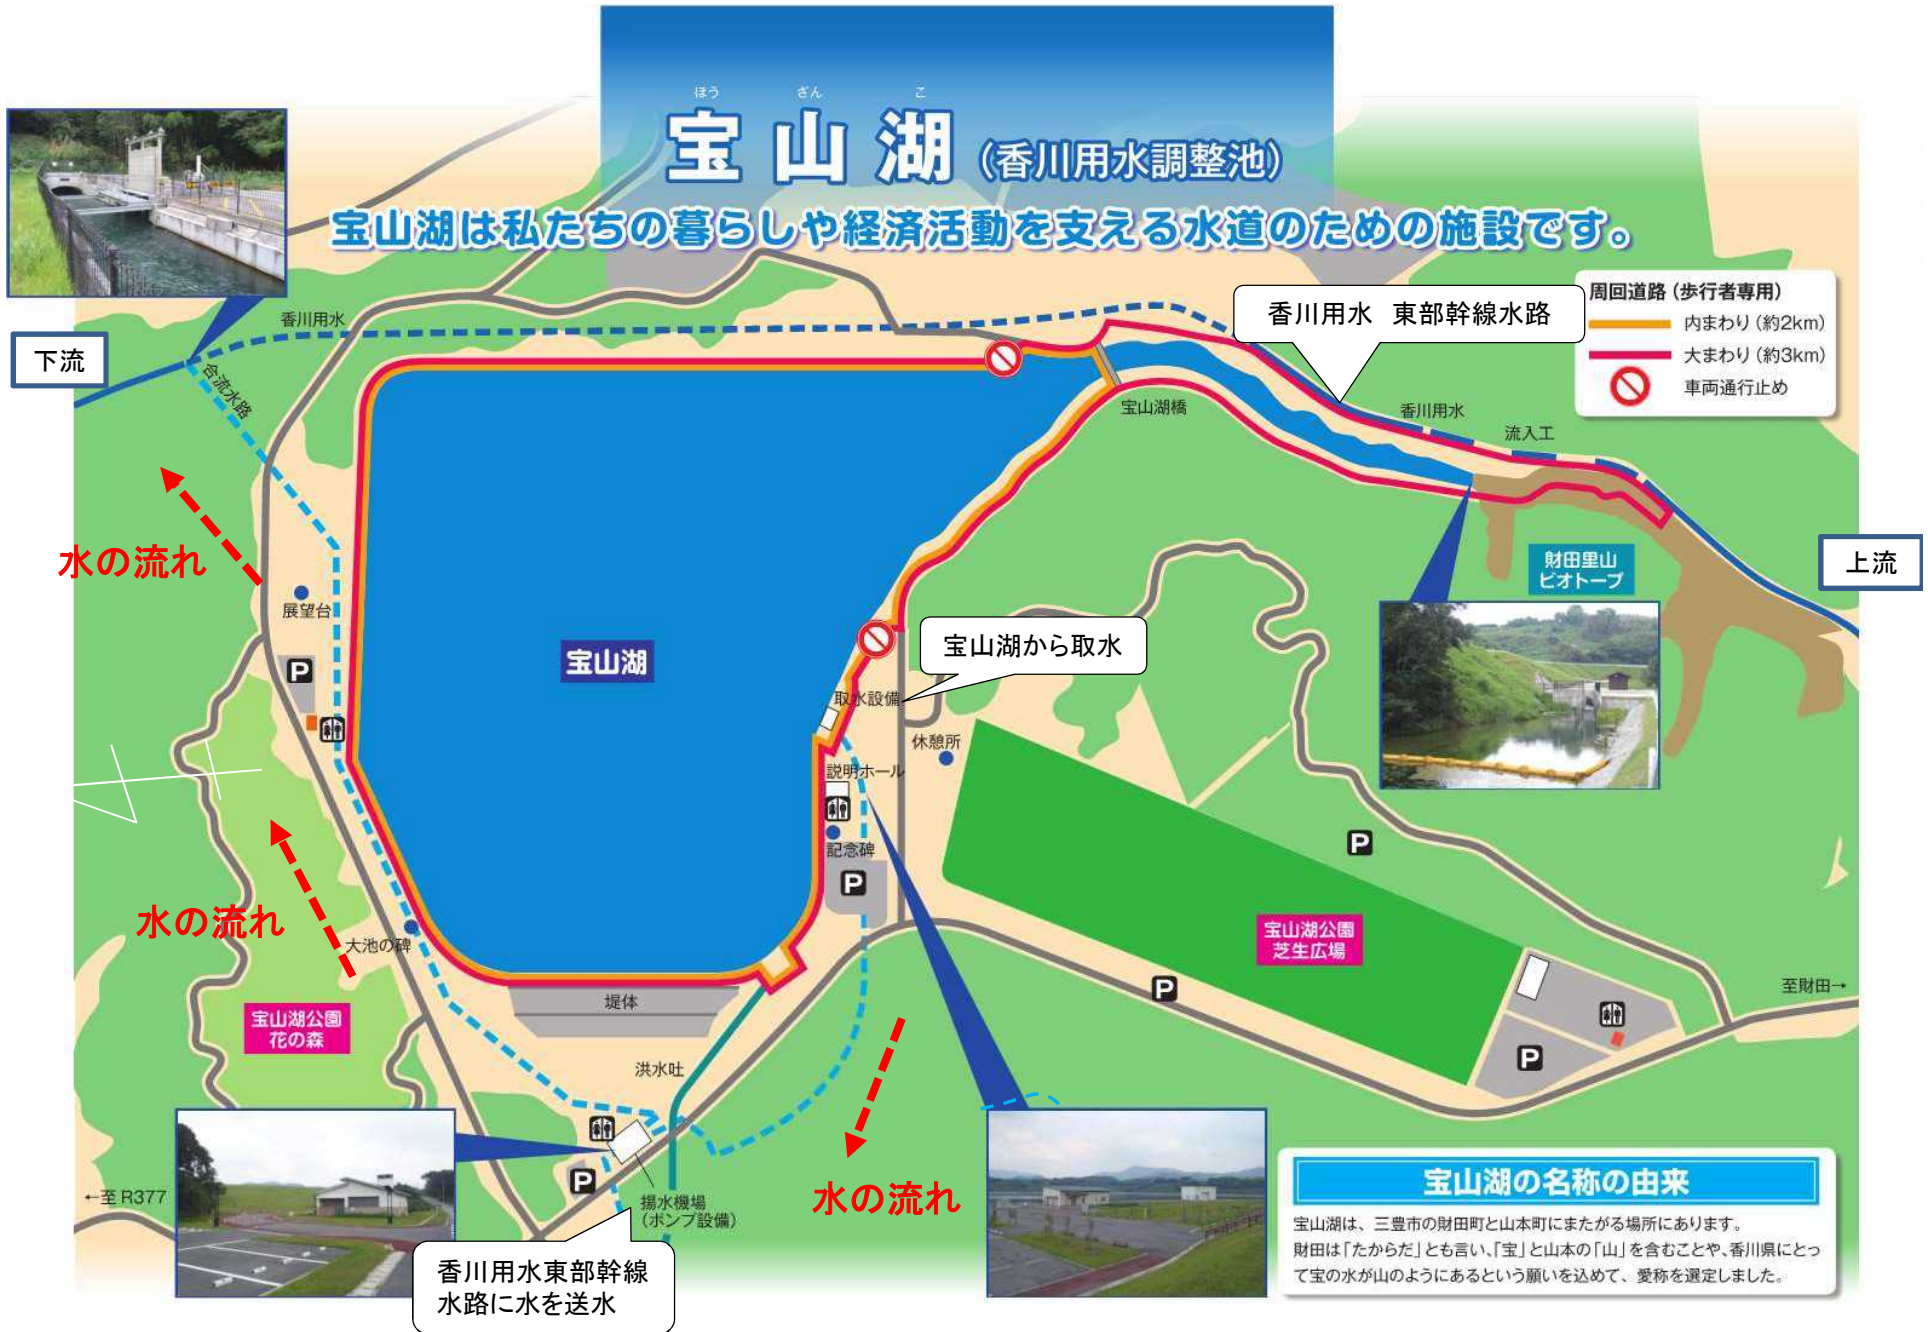 ほう ざん こ
宝山湖(香川用水調整池)
宝山湖は私たちの暮らしや経済活動を支える水道のための施設です。
周回道路(歩行者専用)
内まわり(約2km)
大まわり(約3km)
車両通行止め
香川用水 東部幹線水路
香川用水
下流
合流水路
宝山湖橋
香川用水
流入工
上流
財田里山
ビオトープ
水の流れ
展望台
P
宝山湖
宝山湖から取水
取水設備
休憩所
説明ホール
記念碑
P
P
水の流れ
大池の碑
宝山湖公園
芝生広場
P
至財田→
堤体
宝山湖公園
花の森
洪水吐
P
水の流れ
P
←至R377
揚水機場
(ポンプ設備)
香川用水東部幹線
水路に水を送水
宝山湖の名称の由来
宝山湖は、三豊市の財田町と山本町にまたがる場所にあります。
財田は「たからだ」とも言い、「宝」と山本の「山」を含むことや、香川県にとっ
て宝の水が山のようにあるという願いを込めて、愛称を選定しました。